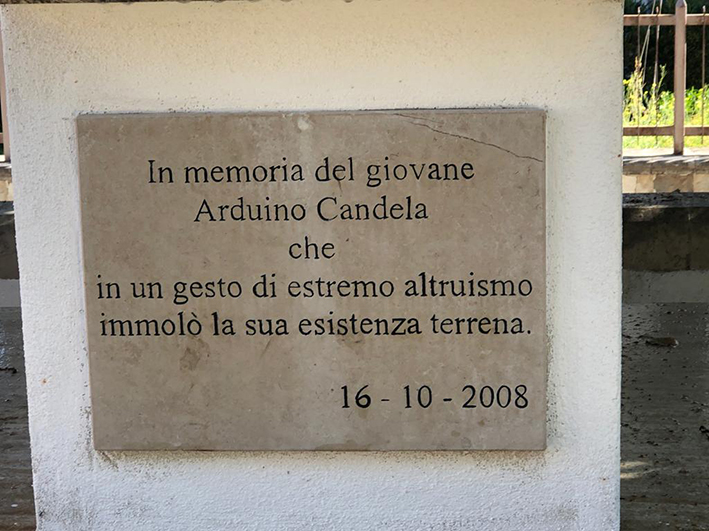 In memoria del giovane
Arduino Candela
che
in un gesto di estremo altruismo
immolò la sua esistenza terrena.
16 - 10 - 2008